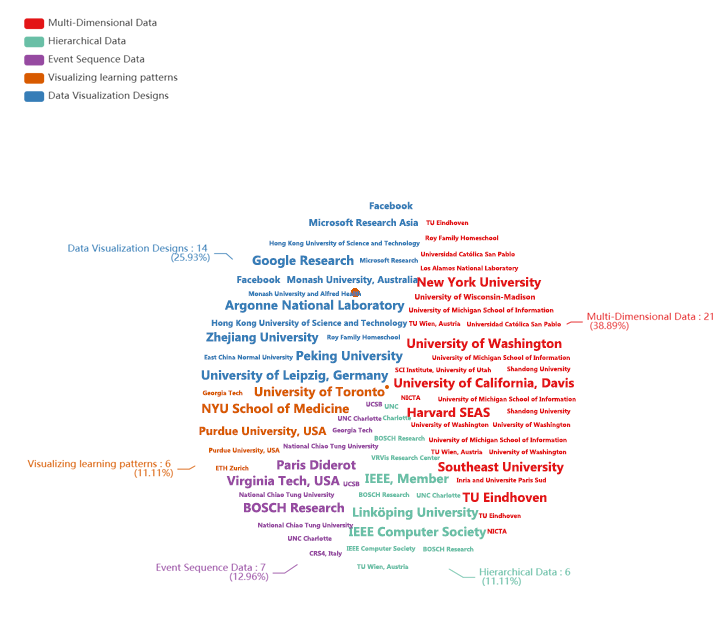 Multi-Dimensional Data
Hierarchical Data
Event Sequence Data
Visualizing learning patterns
Data Visualization Designs
Facebook
Microsoft Research Asia TU Eindhoven
Hong Kong University of Science and Technology Roy Family Homeschool
Data Visualization Designs : 14
(25.93%)
Google Research Microsoft Research Universidad Católica San Pablo
Los Alamos National Laboratory
Facebook Monash University, Australia New York University
Monash University and Alfred Health University of Wisconsin-Madison
Argonne National Laboratory University of Michigan School of Information
Multi-Dimensional Data : 21
(38.89%)
Hong Kong University of Science and Technology TU Wien, Austria Universidad Católica San Pablo
Zhejiang University Roy Family Homeschool University of Washington
East China Normal University Peking University University of Michigan School of Information
SCI Institute, University of Utah Shandong University
University of Leipzig, Germany University of California, Davis
Georgia Tech University of Toronto NICTA University of Michigan School of Information
NYU School of Medicine UCSB UNC Harvard SEAS Shandong University
UNC Charlotte Charlotte University of Washington University of Washington
Purdue University, USA Georgia Tech BOSCH Research University of Michigan School of Information
Purdue University, USA National Chiao Tung University TU Wien, Austria University of Washington
VRVis Research Center
Visualizing learning patterns : 6
(11.11%)
ETH Zurich Paris Diderot Southeast University
Virginia Tech, USA UCSB IEEE, Member Inria and Universite Paris Sud
National Chiao Tung University BOSCH Research UNC Charlotte TU Eindhoven
BOSCH Research Linköping University TU Eindhoven
National Chiao Tung University IEEE Computer Society NICTA
UNC Charlotte
CRS4, Italy IEEE Computer Society BOSCH Research
Event Sequence Data : 7
(12.96%)
TU Wien, Austria
Hierarchical Data : 6
(11.11%)